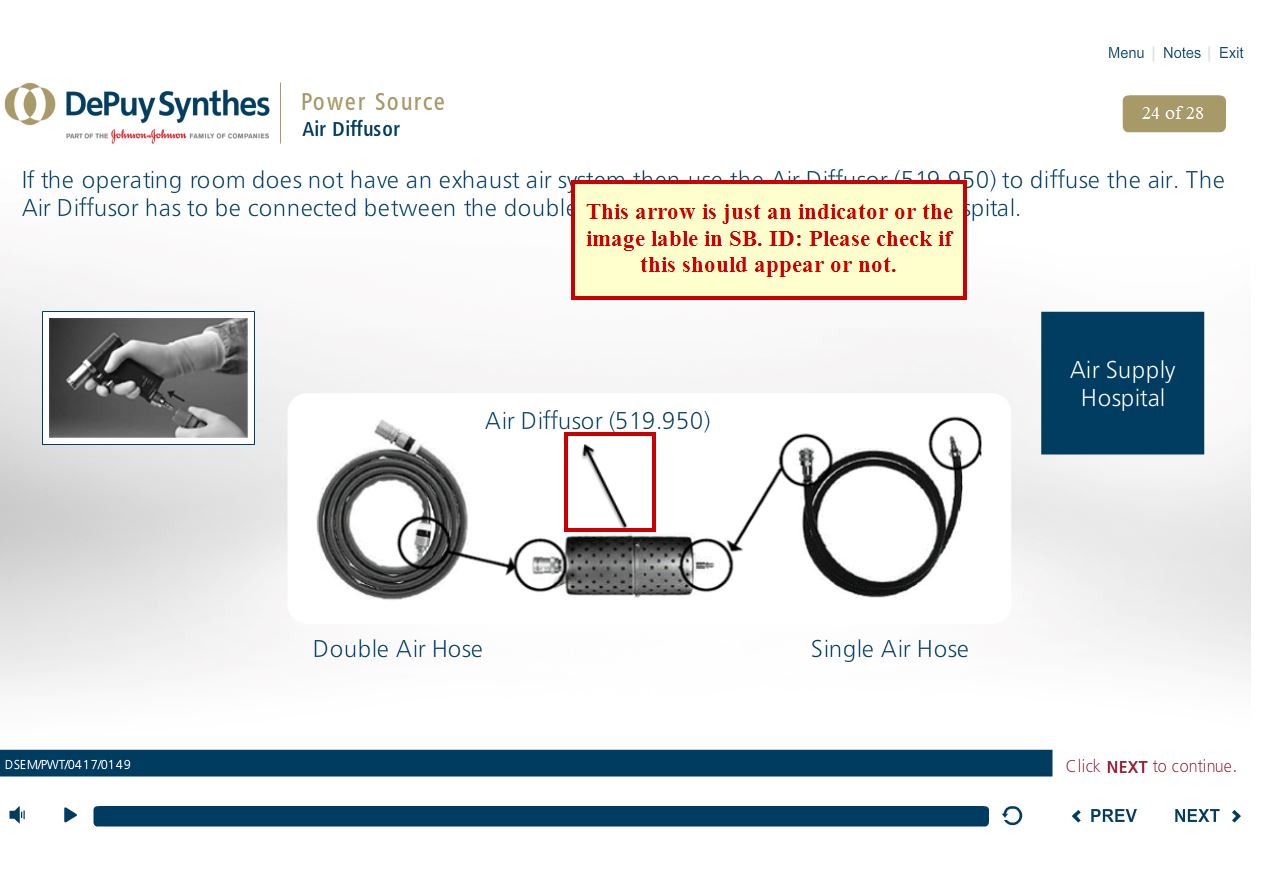 Menu | Notes | Exit
DePuy Synthes
PART OF THE Johnson & Johnson FAMILY OF COMPANIES
Power Source
Air Diffusor
24 of 28
If the operating room does not have an exhaust air system then use the Air Diffusor (519.950) to diffuse the air. The
Air Diffusor has to be connected between the double
spital.
This arrow is just an indicator or the
image lable in SB. ID: Please check if
this should appear or not.
Air Supply
Hospital
Air Diffusor (519.950)
Double Air Hose
Single Air Hose
DSEM/PWT/0417/0149
Click NEXT to continue.
PREV
NEXT